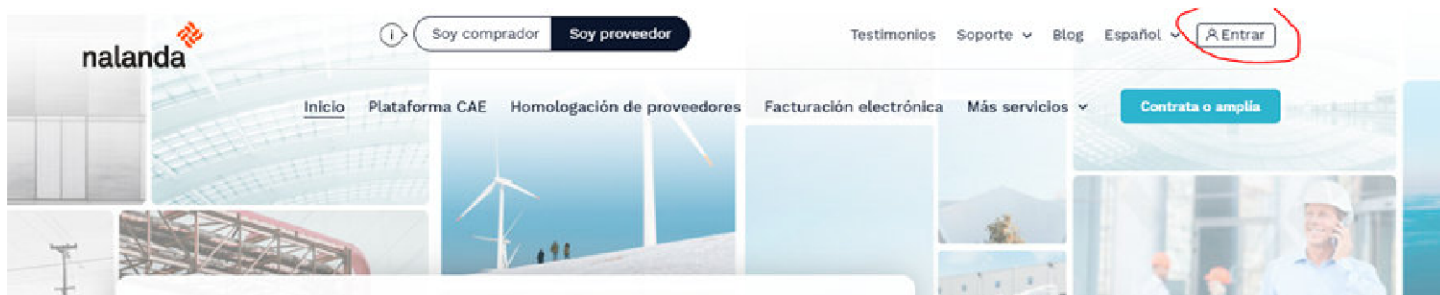 nalanda
i Soy comprador Soy proveedor Testimonios Soporte Blog Español Entrar
Inicio Plataforma CAE Homologación de proveedores Facturación electrónica Más servicios Contrata o amplía